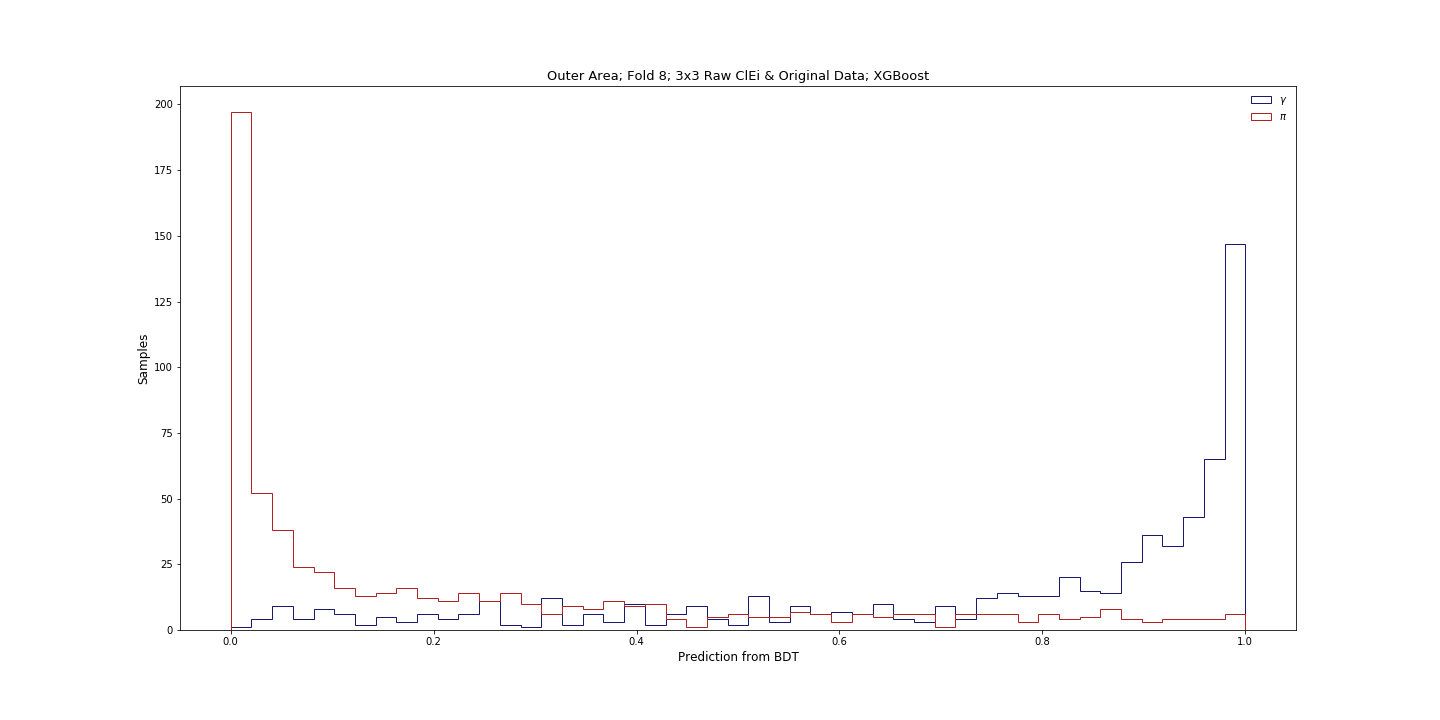 Outer Area; Fold 8; 3x3 Raw ClEi & Original Data; XGBoost
γ
π
200
175
150
125
100
75
50
25
0
Samples
0.0 0.2 0.4 0.6 0.8 1.0
Prediction from BDT